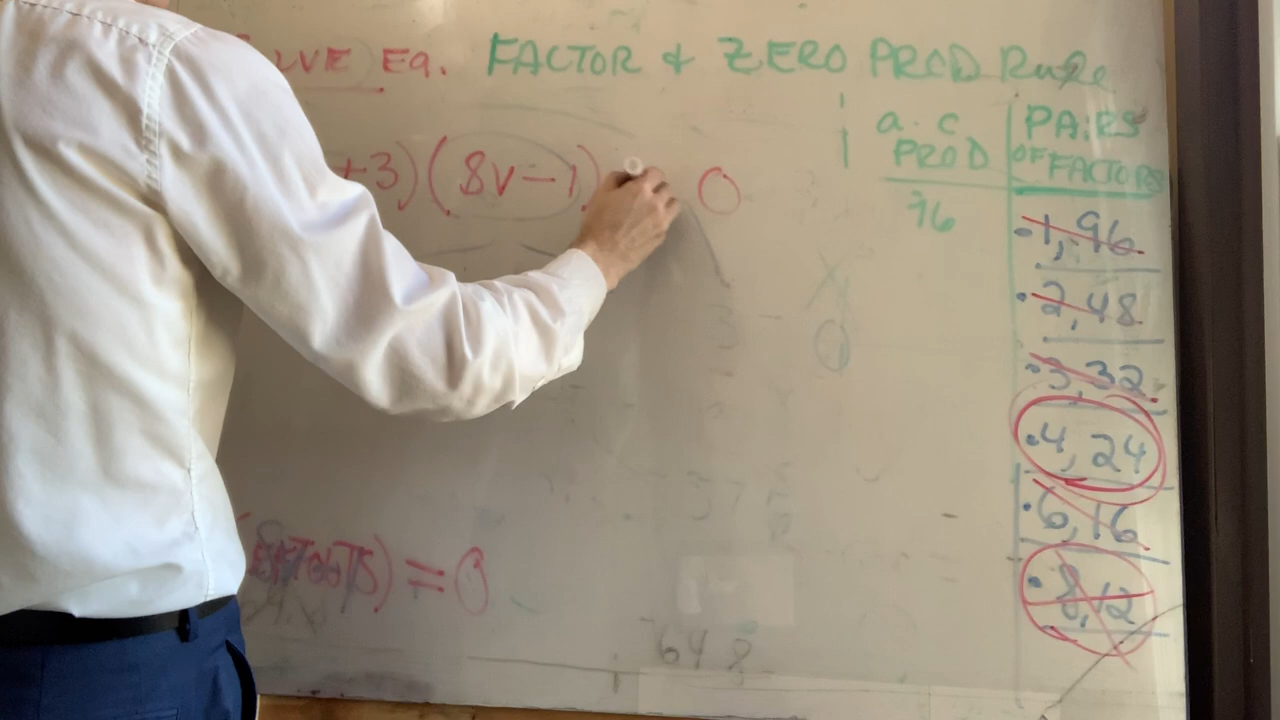 LVE EQ. FACTOR & ZERO PROD Rule
+3)(8v-1) 0
a.c
PROD
96
PAIRS
OF FACTORS
•1, 96
•2, 48
•3, 32
•4, 24
•6, 16
•8, 12
) = 0
648